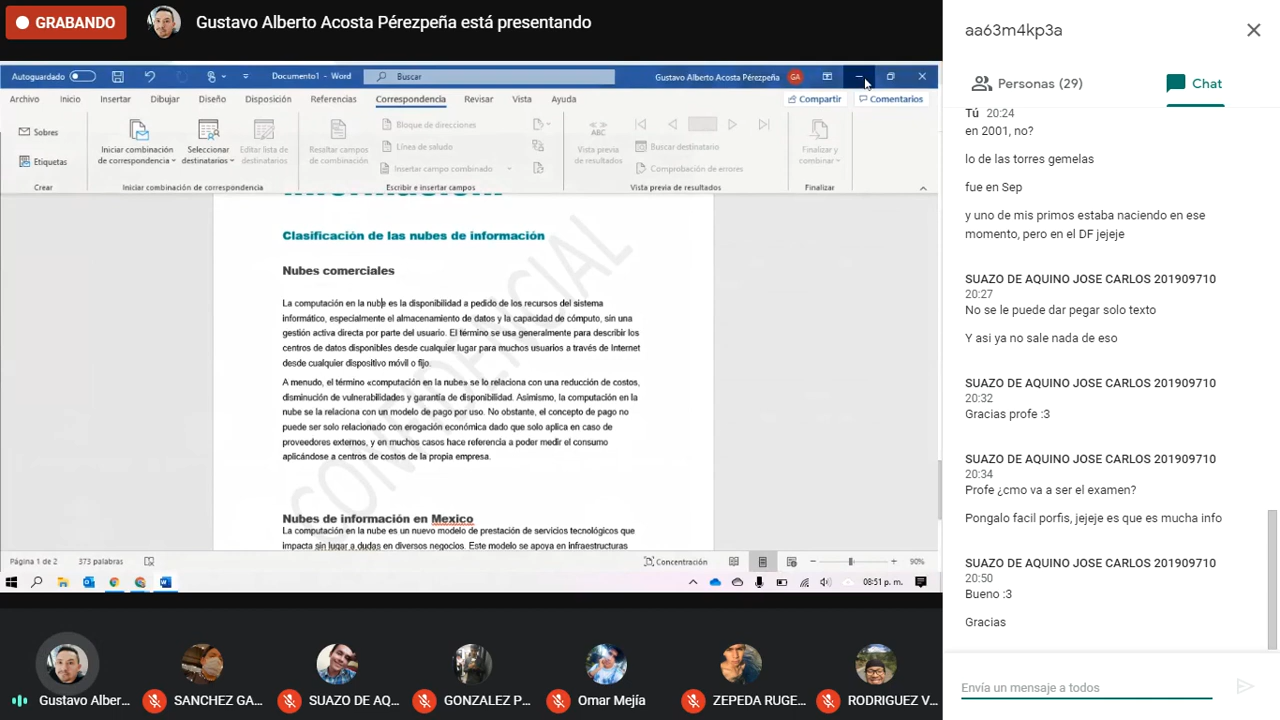 GRABANDO
Gustavo Alberto Acosta Pérezpeña está presentando
Autoguardado
Documento1 - Word
Buscar
Gustavo Alberto Acosta Pérezpeña
GA
Archivo Inicio Insertar Dibujar Diseño Disposición Referencias Correspondencia Revisar Vista Ayuda
Compartir
Comentarios
Sobres
Etiquetas
Crear
Iniciar combinación
de correspondencia
Seleccionar
destinatarios
Editar lista de
destinatarios
Iniciar combinación de correspondencia
Resaltar campos
de combinación
Bloque de direcciones
Línea de saludo
Insertar campo combinado
Escribir e insertar campos
ABC
Vista previa
de resultados
Buscar destinatario
Comprobación de errores
Vista previa de resultados
Finalizar y
combinar
Finalizar
Clasificación de las nubes de información
Nubes comerciales
La computación en la nube es la disponibilidad a pedido de los recursos del sistema
informático, especialmente el almacenamiento de datos y la capacidad de cómputo, sin una
gestión activa directa por parte del usuario. El término se usa generalmente para describir los
centros de datos disponibles desde cualquier lugar para muchos usuarios a través de Internet
desde cualquier dispositivo móvil o fijo.
A menudo, el término «computación en la nube» se lo relaciona con una reducción de costos,
disminución de vulnerabilidades y garantía de disponibilidad. Asimismo, la computación en la
nube se la relaciona con un modelo de pago por uso. No obstante, el concepto de pago no
puede ser solo relacionado con erogación económica dado que solo aplica en caso de
proveedores externos, y en muchos casos hace referencia a poder medir el consumo
aplicándose a centros de costos de la propia empresa.
CONFIDENCIAL
Nubes de información en Mexico
La computación en la nube es un nuevo modelo de prestación de servicios tecnológicos que
impacta sin lugar a dudas en diversos negocios. Este modelo se apoya en infraestructuras
Página 1 de 2
373 palabras
Concentración
90%
08:51 p. m.
Gustavo Alber...
SANCHEZ GA...
SUAZO DE AQ...
GONZALEZ P...
Omar Mejía
ZEPEDA RUGE...
RODRIGUEZ V...
aa63m4kp3a
Personas (29)
Chat
Tú 20:24
en 2001, no?
lo de las torres gemelas
fue en Sep
y uno de mis primos estaba naciendo en ese
momento, pero en el DF jejeje
SUAZO DE AQUINO JOSE CARLOS 201909710
20:27
No se le puede dar pegar solo texto
Y asi ya no sale nada de eso
SUAZO DE AQUINO JOSE CARLOS 201909710
20:32
Gracias profe :3
SUAZO DE AQUINO JOSE CARLOS 201909710
20:34
Profe ¿cmo va a ser el examen?
Pongalo facil porfis, jejeje es que es mucha info
SUAZO DE AQUINO JOSE CARLOS 201909710
20:50
Bueno :3
Gracias
Envía un mensaje a todos